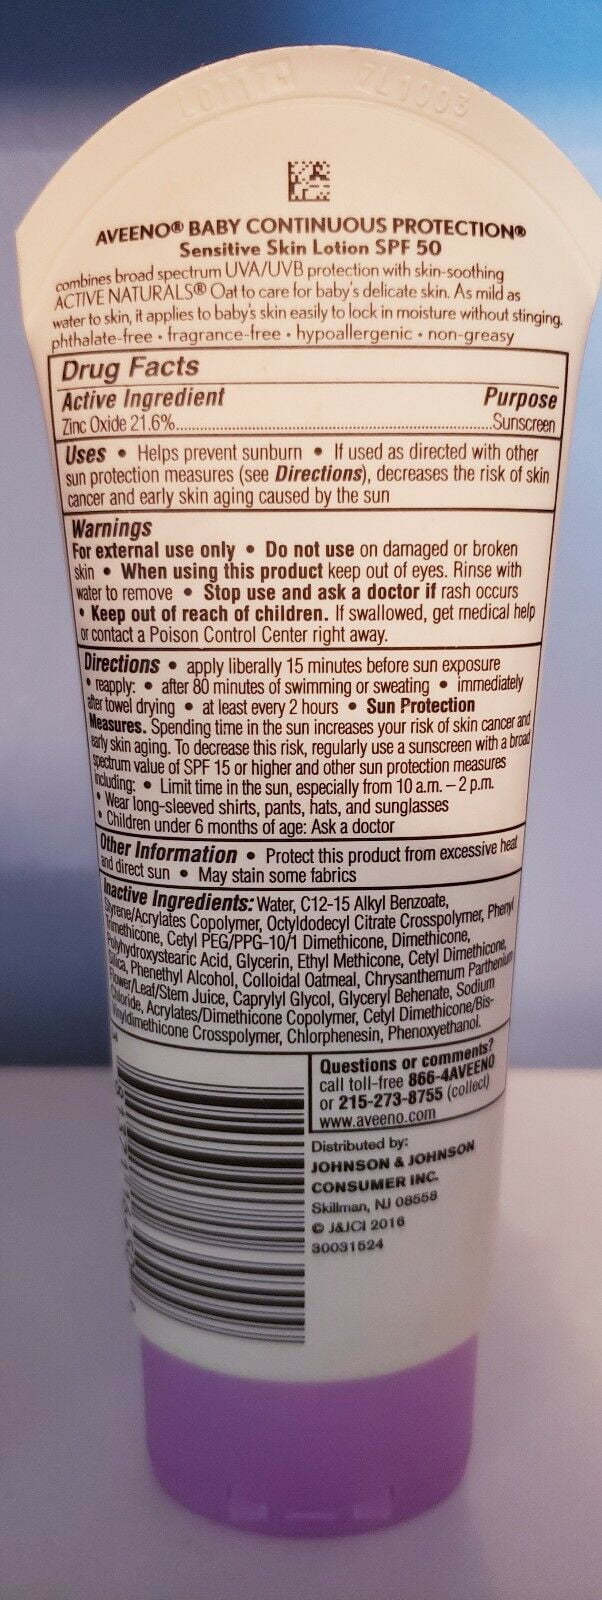 AVEENO® BABY CONTINUOUS PROTECTION®
Sensitive Skin Lotion SPF 50
combines broad spectrum UVA/UVB protection with skin-soothing
ACTIVE NATURALS® Oat to care for baby's delicate skin. As mild as
water to skin, it applies to baby's skin easily to lock in moisture without stinging.
phthalate-free • fragrance-free • hypoallergenic • non-greasy
Drug Facts
Active Ingredient Purpose
Zinc Oxide 21.6%......Sunscreen
Uses • Helps prevent sunburn • If used as directed with other
sun protection measures (see Directions), decreases the risk of skin
cancer and early skin aging caused by the sun
Warnings
For external use only • Do not use on damaged or broken
skin • When using this product keep out of eyes. Rinse with
water to remove • Stop use and ask a doctor if rash occurs
• Keep out of reach of children. If swallowed, get medical help
or contact a Poison Control Center right away.
Directions • apply liberally 15 minutes before sun exposure
• reapply: • after 80 minutes of swimming or sweating • immediately
after towel drying • at least every 2 hours • Sun Protection
Measures. Spending time in the sun increases your risk of skin cancer and
early skin aging. To decrease this risk, regularly use a sunscreen with a broad
spectrum value of SPF 15 or higher and other sun protection measures
including: • Limit time in the sun, especially from 10 a.m. – 2 p.m.
• Wear long-sleeved shirts, pants, hats, and sunglasses
• Children under 6 months of age: Ask a doctor
Other Information • Protect this product from excessive heat
and direct sun • May stain some fabrics
Inactive Ingredients: Water, C12-15 Alkyl Benzoate,
Styrene/Acrylates Copolymer, Octyldodecyl Citrate Crosspolymer, Phenyl
Trimethicone, Cetyl PEG/PPG-10/1 Dimethicone, Dimethicone,
Polyhydroxystearic Acid, Glycerin, Ethyl Methicone, Cetyl Dimethicone,
Silica, Phenethyl Alcohol, Colloidal Oatmeal, Chrysanthemum Parthenium
Flower/Leaf/Stem Juice, Caprylyl Glycol, Glyceryl Behenate, Sodium
Chloride, Acrylates/Dimethicone Copolymer, Cetyl Dimethicone/Bis-
Vinyldimethicone Crosspolymer, Chlorphenesin, Phenoxyethanol.
Questions or comments?
call toll-free 866-4AVEENO
or 215-273-8755 (collect)
www.aveeno.com
Distributed by:
JOHNSON & JOHNSON
CONSUMER INC.
Skillman, NJ 08558
© J&JCI 2016
30031524